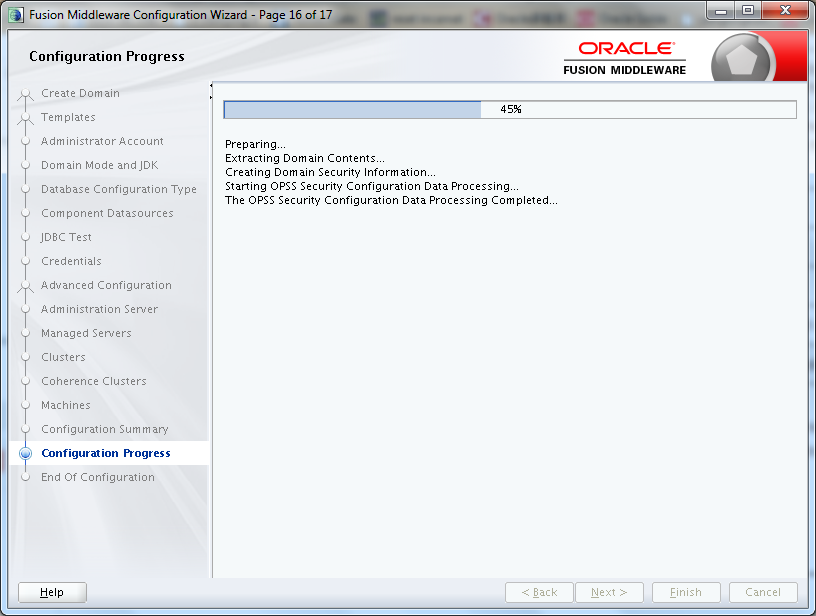 Fusion Middleware Configuration Wizard - Page 16 of 17
Configuration Progress
ORACLE
FUSION MIDDLEWARE
Create Domain
Templates
Administrator Account
Domain Mode and JDK
Database Configuration Type
Component Datasources
JDBC Test
Credentials
Advanced Configuration
Administration Server
Managed Servers
Clusters
Coherence Clusters
Machines
Configuration Summary
Configuration Progress
End Of Configuration
45%
Preparing...
Extracting Domain Contents...
Creating Domain Security Information...
Starting OPSS Security Configuration Data Processing...
The OPSS Security Configuration Data Processing Completed...
Help
< Back
Next >
Finish
Cancel